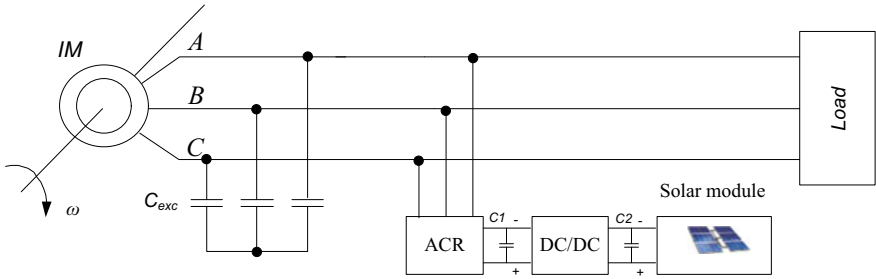 IM
A
B
C
ω
Cexc
Load
Solar module
ACR
C1
-
+
DC/DC
C2
-
+